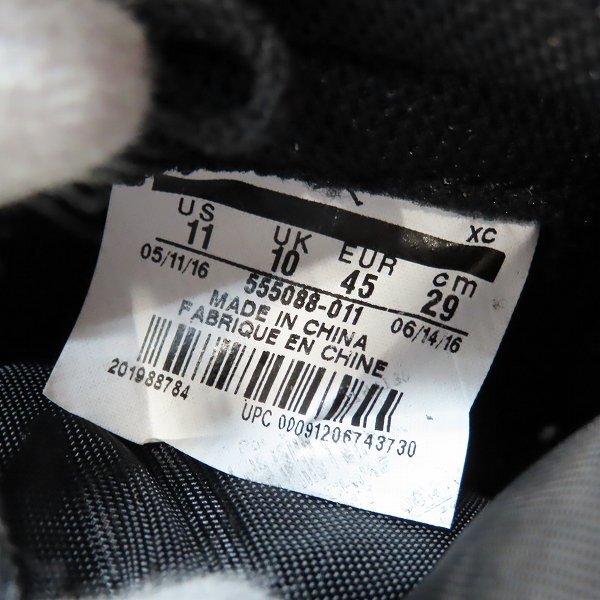 XC
US UK EUR cm
11 10 45 29
05/11/16 555088-011 06/14/16
MADE IN CHINA
FABRIQUE EN CHINE
201988784
UPC 00091206743730